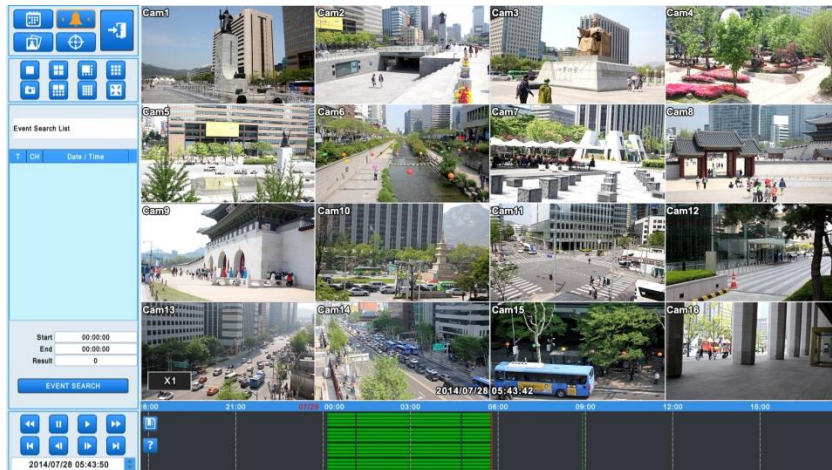 Cam1 Cam2 Cam3 Cam4
Event Search List
Cam5 Cam6 Cam7 Cam8
T CH Date / Time
Cam9 Cam10 Cam11 Cam12
Cam13 Cam14 Cam15 Cam16
Start 00:00:00
End 00:00:00
Result 0
X1
EVENT SEARCH
2014/07/28 05:43:42
21:00 07/28 00:00 03:00 06:00 09:00 12:00 15:00
?
2014/07/28 05:43:50